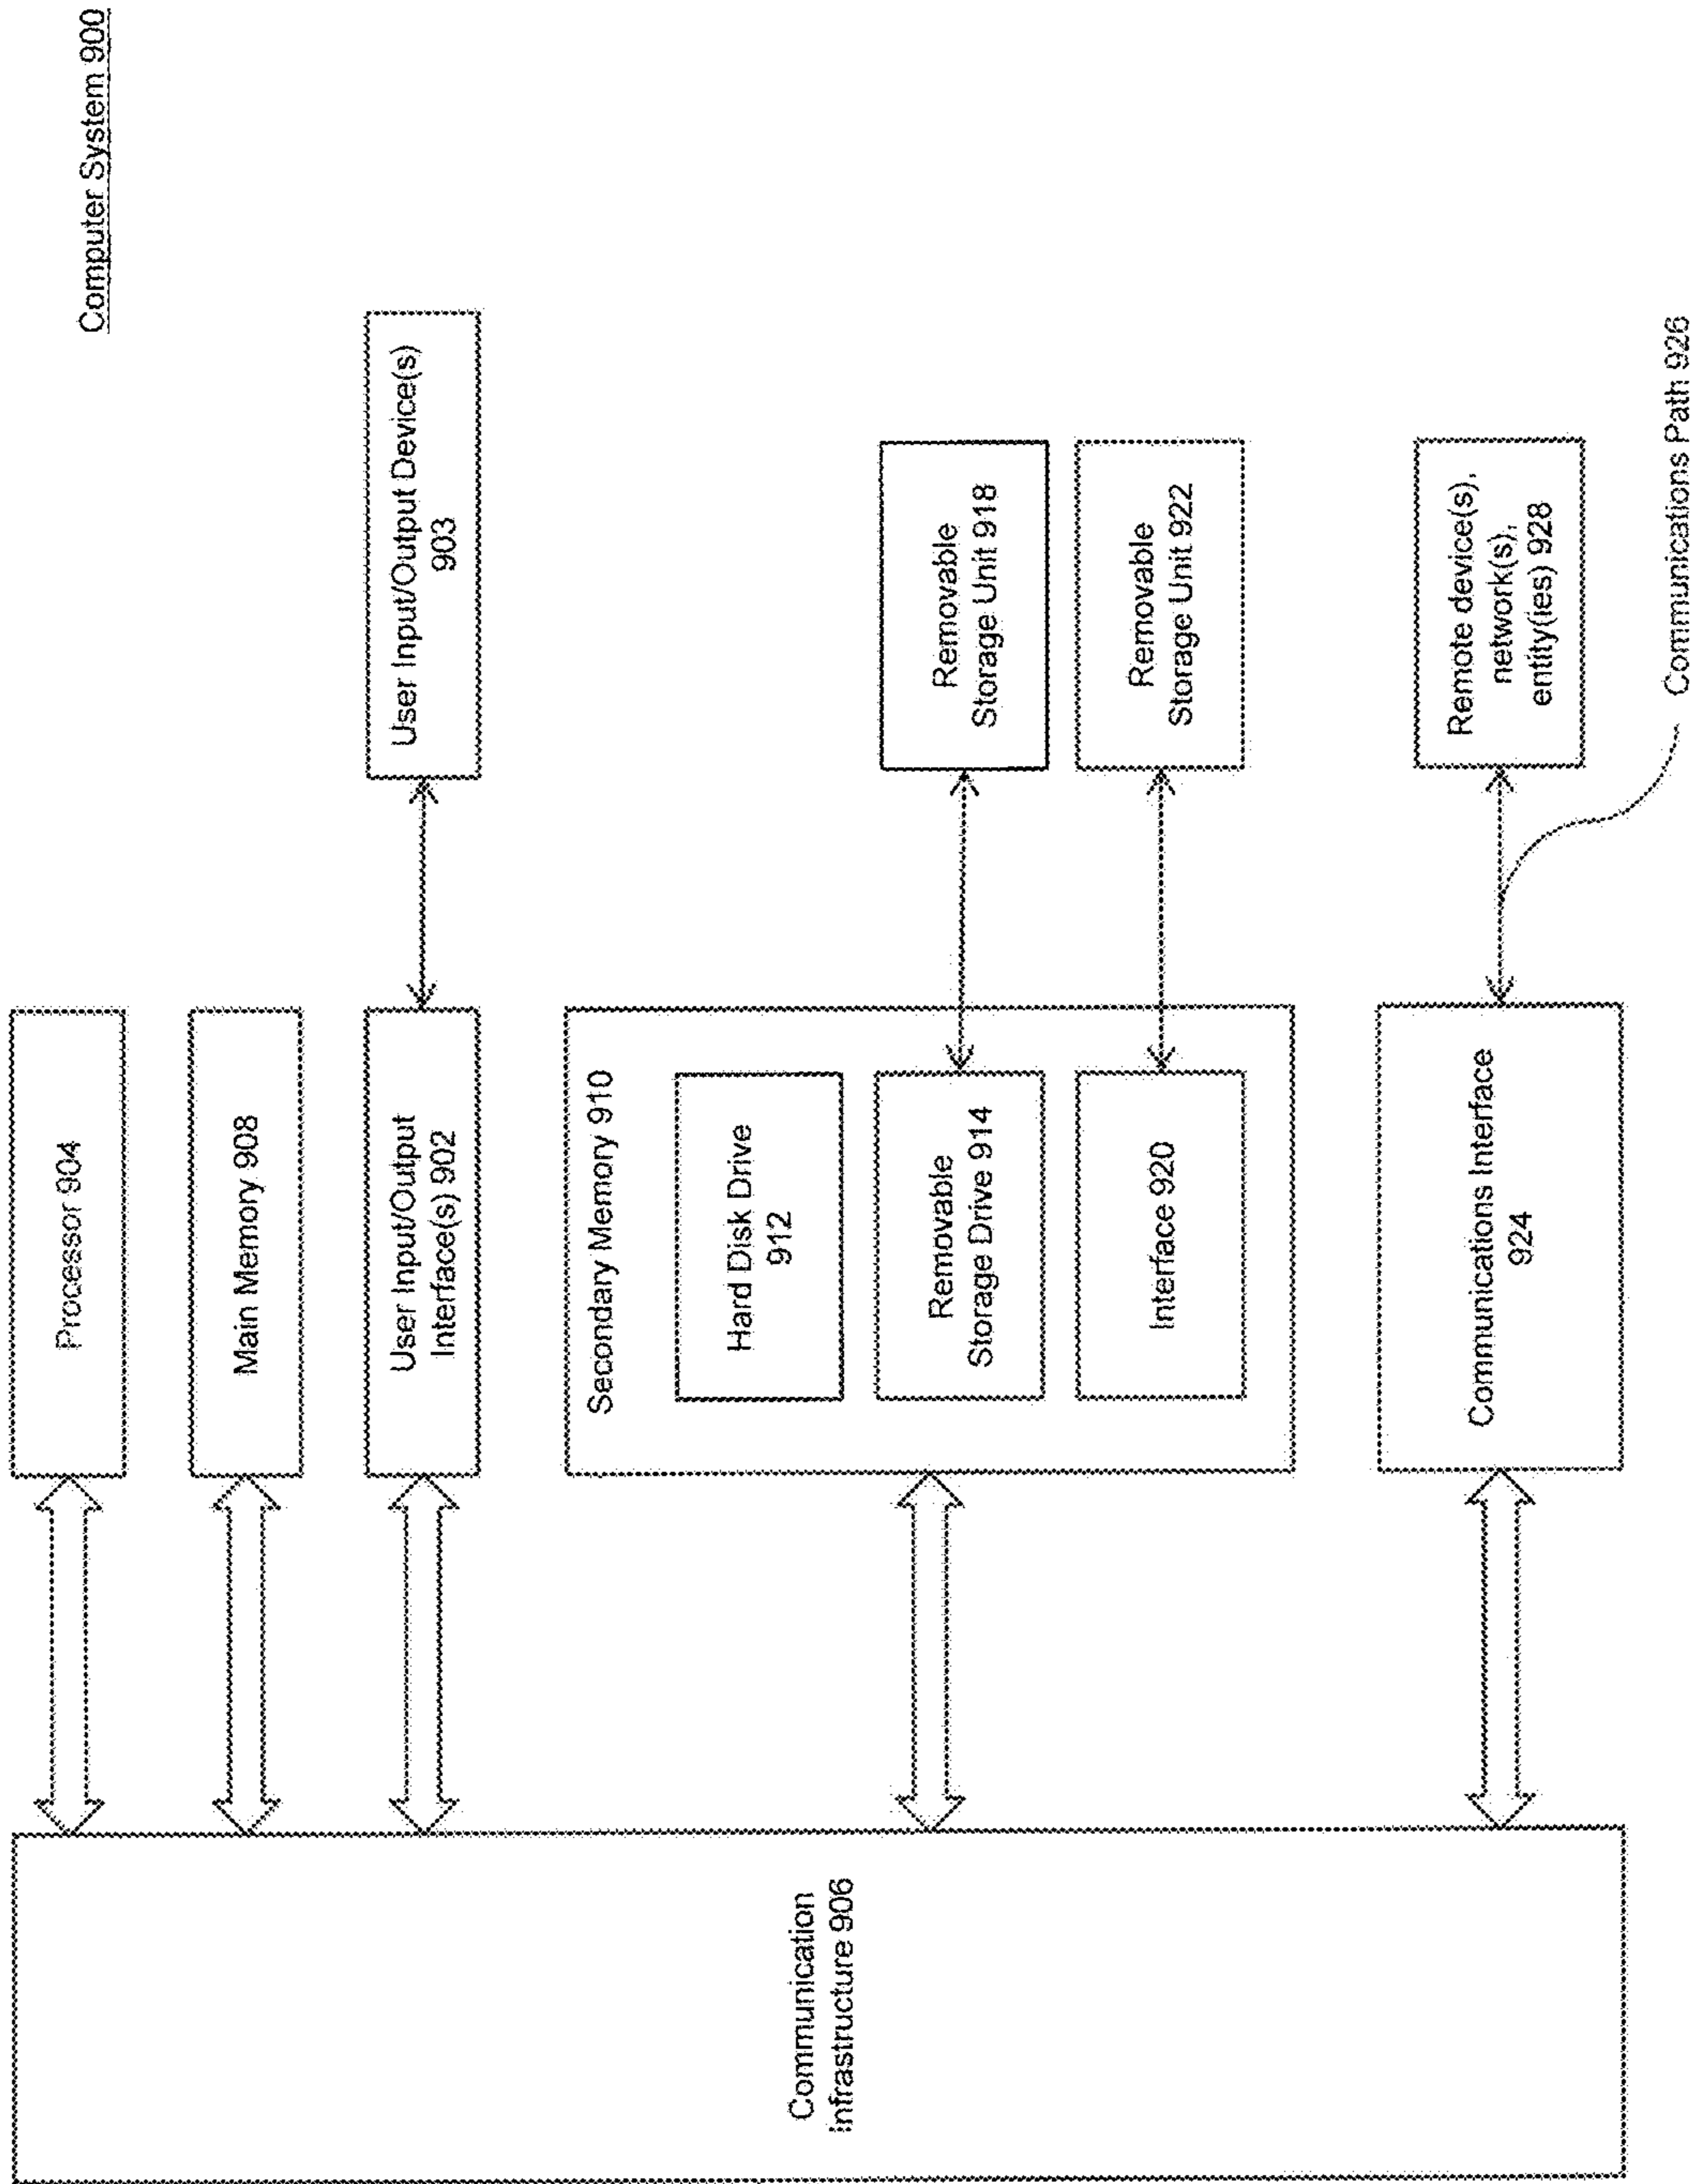 Computer System 900
Processor 904
Main Memory 908
User Input/Output
Interface(s) 902
User Input/Output Device(s)
903
Secondary Memory 910
Hard Disk Drive
912
Removable
Storage Drive 914
Removable
Storage Unit 918
Interface 920
Removable
Storage Unit 922
Communications Interface
924
Remote device(s),
network(s),
entity(ies) 928
Communications Path 926
Communication
Infrastructure 906